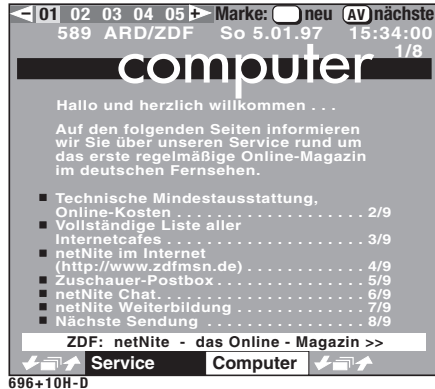 01 02 03 04 05 + Marke: neu AV nächste
589 ARD/ZDF So 5.01.97 15:34:00
1/8
computer
Hallo und herzlich willkommen . . .
Auf den folgenden Seiten informieren
wir Sie über unseren Service rund um
das erste regelmäßige Online-Magazin
im deutschen Fernsehen.
Technische Mindestausstattung,
Online-Kosten . . . . . . . . . . . . . . . . . . . 2/9
Vollständige Liste aller
Internetcafes . . . . . . . . . . . . . . . . . . . 3/9
netNite im Internet
(http://www.zdfmsn.de) . . . . . . . . . . . . 4/9
Zuschauer-Postbox . . . . . . . . . . . . . . 5/9
netNite Chat. . . . . . . . . . . . . . . . . . . . 6/9
netNite Weiterbildung . . . . . . . . . . . . 7/9
Nächste Sendung . . . . . . . . . . . . . . . 8/9
ZDF: netNite - das Online - Magazin >>
Service Computer
696+10H-D